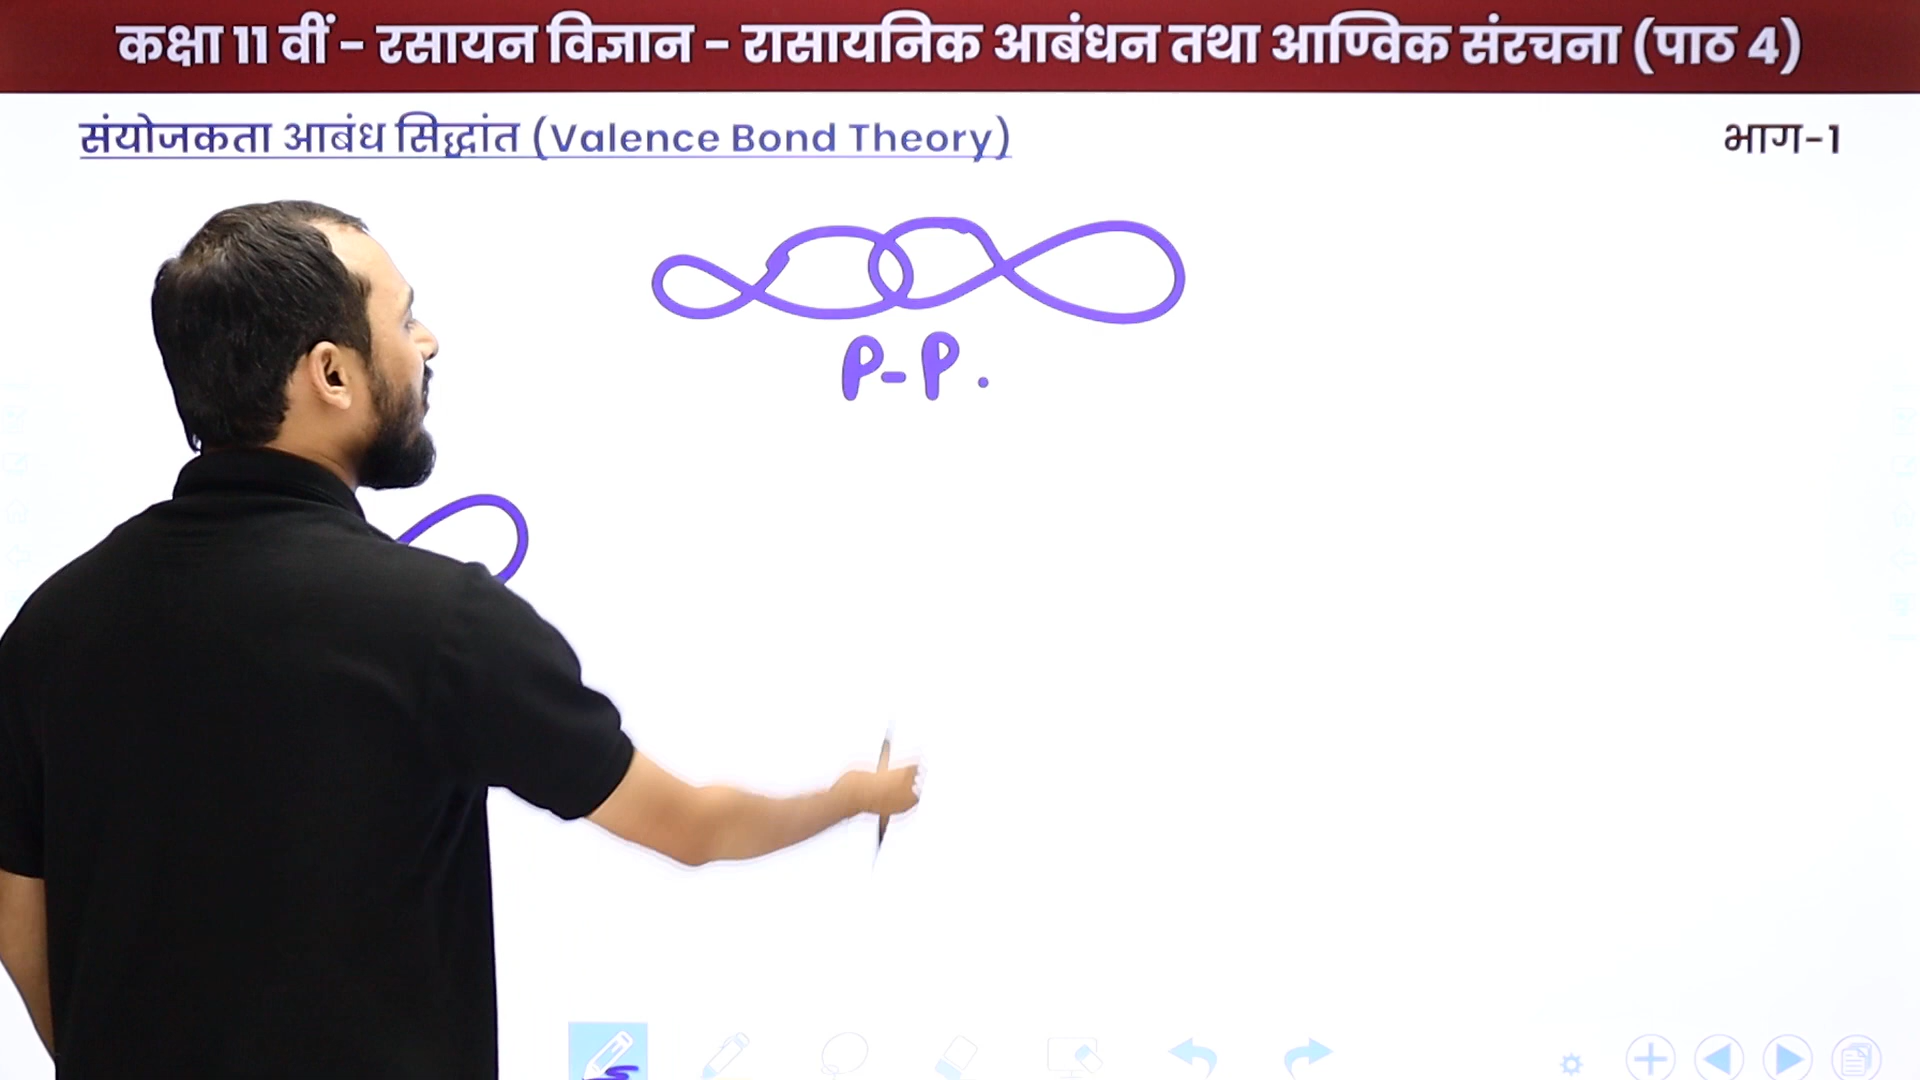 कक्षा 11 वीं - रसायन विज्ञान - रासायनिक आबंधन तथा आण्विक संरचना (पाठ 4)
संयोजकता आबंध सिद्धांत (Valence Bond Theory)
भाग-1
P-P.